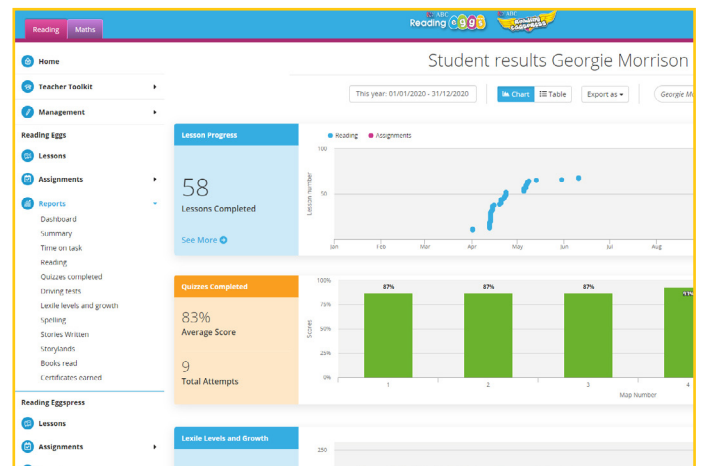 Reading Maths
ABC Reading eggs
ABC Reading Eggspress
Student results Georgie Morrison
This year: 01/01/2020 - 31/12/2020 Chart Table Export as
Home
Teacher Toolkit
Management
Reading Eggs
Lessons
Assignments
Reports
Dashboard
Summary
Time on task
Reading
Quizzes completed
Driving tests
Lexile levels and growth
Spelling
Stories Written
Storylands
Books read
Certificates earned
Reading Eggspress
Lessons
Assignments
Lesson Progress
58
Lessons Completed
See More
Reading Assignments
100
50
Lesson number
Jan Feb Mar Apr May Jun Jul Aug
Quizzes Completed
83%
Average Score
9
Total Attempts
100%
75%
50%
25%
0%
Scores
87% 87% 87%
1 2 3 4
Map Number
Lexile Levels and Growth
250